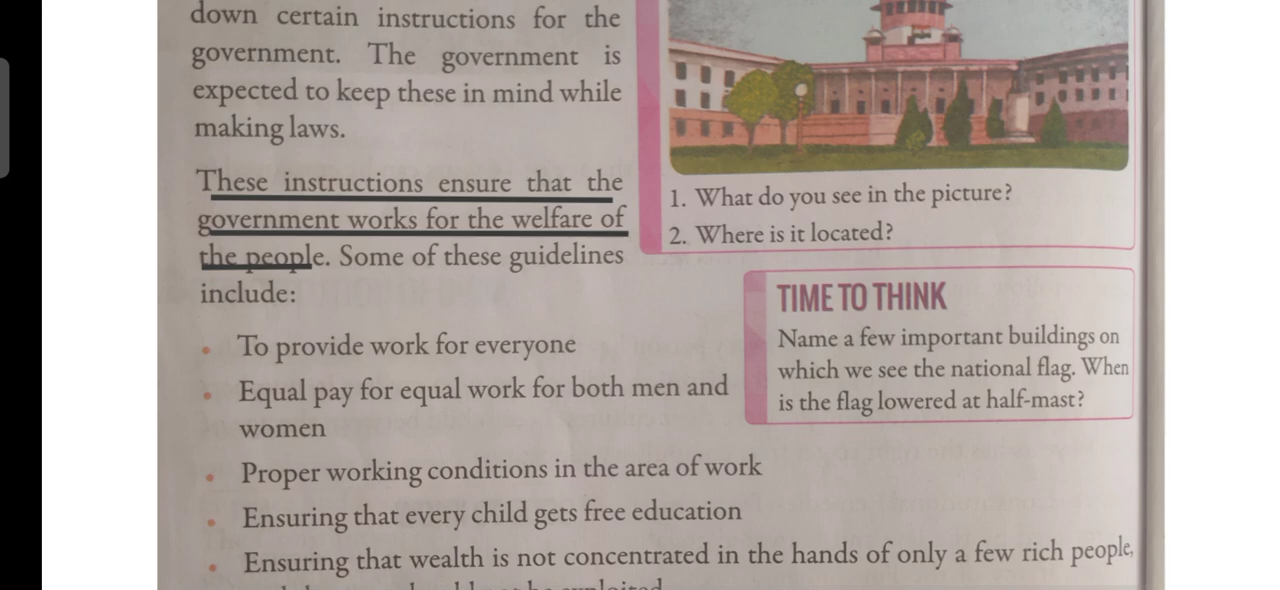 down certain instructions for the
government. The government is
expected to keep these in mind while
making laws.
These instructions ensure that the
government works for the welfare of
the people. Some of these guidelines
include:
• To provide work for everyone
• Equal pay for equal work for both men and
women
• Proper working conditions in the area of work
• Ensuring that every child gets free education
• Ensuring that wealth is not concentrated in the hands of only a few rich people,
exploited
1. What do you see in the picture?
2. Where is it located?
TIME TO THINK
Name a few important buildings on
which we see the national flag. When
is the flag lowered at half-mast?